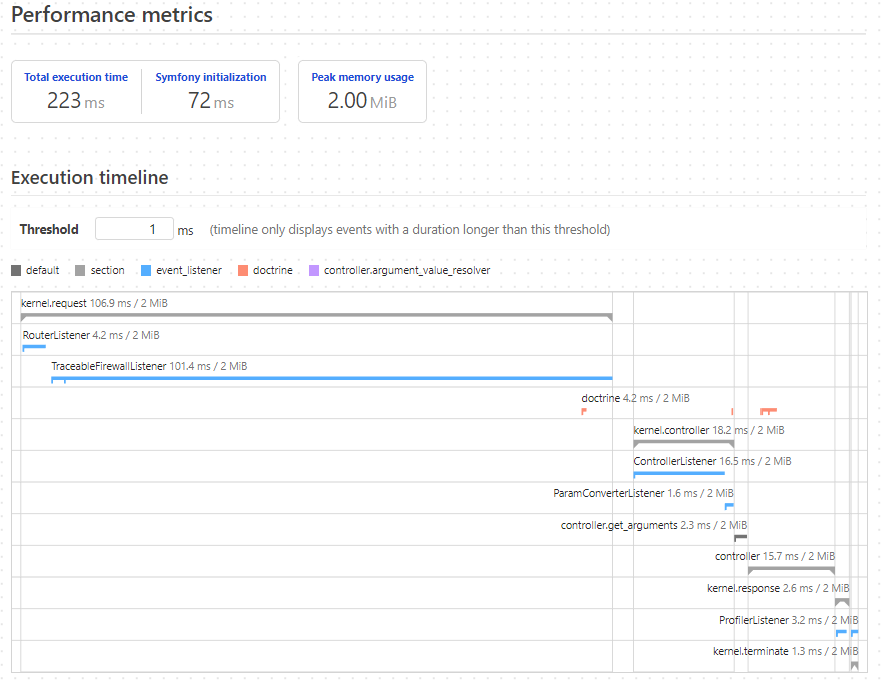 Performance metrics
Total execution time Symfony initialization Peak memory usage
223 ms 72 ms 2.00 MiB
Execution timeline
Threshold 1 ms (timeline only displays events with a duration longer than this threshold)
default section event_listener doctrine controller.argument_value_resolver
kernel.request 106.9 ms / 2 MiB
RouterListener 4.2 ms / 2 MiB
TraceableFirewallListener 101.4 ms / 2 MiB
doctrine 4.2 ms / 2 MiB
kernel.controller 18.2 ms / 2 MiB
ControllerListener 16.5 ms / 2 MiB
ParamConverterListener 1.6 ms / 2 MiB
controller.get_arguments 2.3 ms / 2 MiB
controller 15.7 ms / 2 MiB
kernel.response 2.6 ms / 2 MiB
ProfilerListener 3.2 ms / 2 MiB
kernel.terminate 1.3 ms / 2 MiB